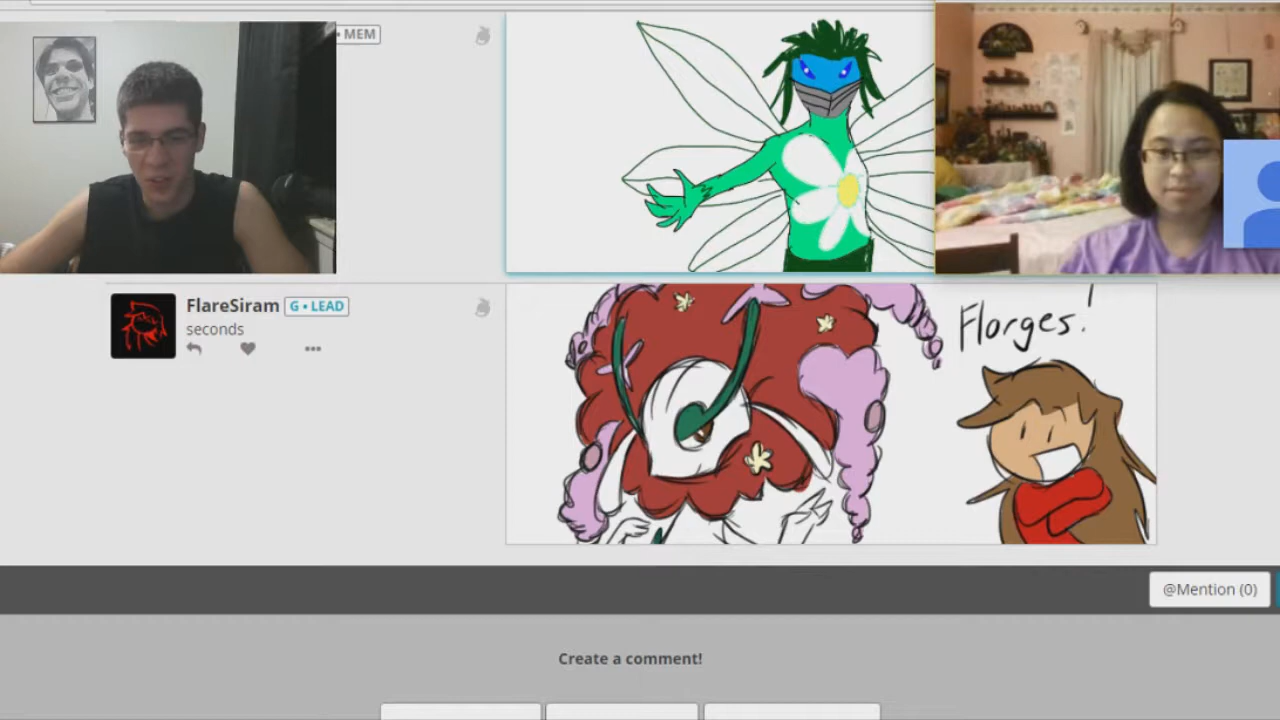 • MEM
FlareSiram G • LEAD
seconds
Florges!
@Mention (0)
Create a comment!